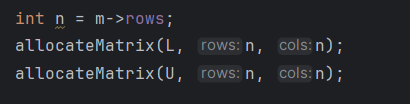 int n = m->rows;
allocateMatrix(L, rows: n, cols: n);
allocateMatrix(U, rows: n, cols: n);